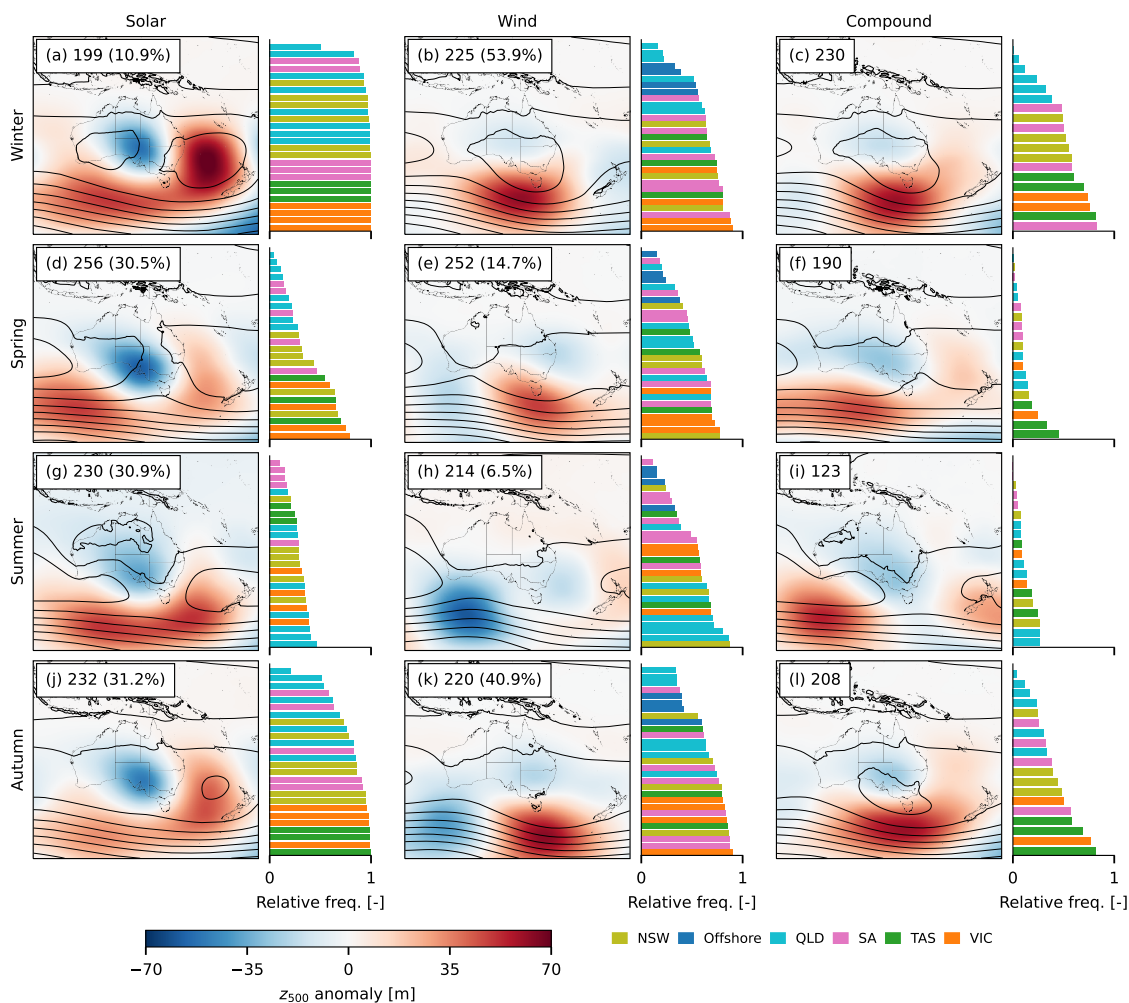 Solar Wind Compound
Winter
(a) 199 (10.9%) (b) 225 (53.9%) (c) 230
Spring
(d) 256 (30.5%) (e) 252 (14.7%) (f) 190
Summer
(g) 230 (30.9%) (h) 214 (6.5%) (i) 123
Autumn
(j) 232 (31.2%) (k) 220 (40.9%) (l) 208
0 1 0 1 0 1
Relative freq. [-] Relative freq. [-] Relative freq. [-]
NSW Offshore QLD SA TAS VIC
−70 −35 0 35 70
z500 anomaly [m]